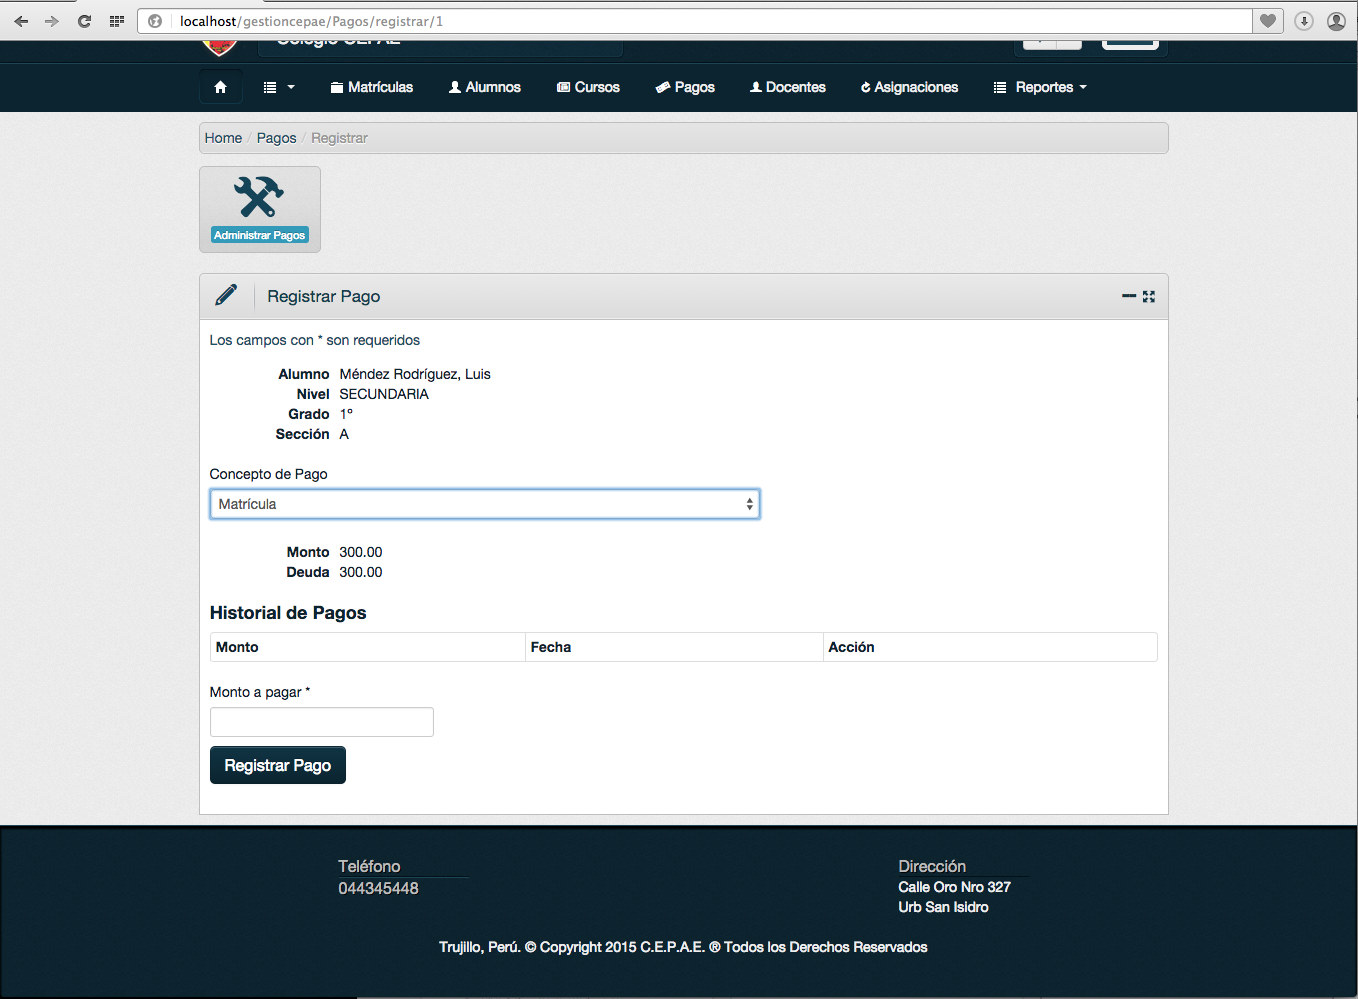 localhost/gestioncepae/Pagos/registrar/1
Colegio CEPAE
Matrículas Alumnos Cursos Pagos Docentes Asignaciones Reportes
Home / Pagos / Registrar
Administrar Pagos
Registrar Pago
Los campos con * son requeridos
Alumno Méndez Rodríguez, Luis
Nivel SECUNDARIA
Grado 1º
Sección A
Concepto de Pago
Matrícula
Monto 300.00
Deuda 300.00
Historial de Pagos
Monto Fecha Acción
Monto a pagar *
Registrar Pago
Teléfono
044345448
Dirección
Calle Oro Nro 327
Urb San Isidro
Trujillo, Perú. © Copyright 2015 C.E.P.A.E. ® Todos los Derechos Reservados